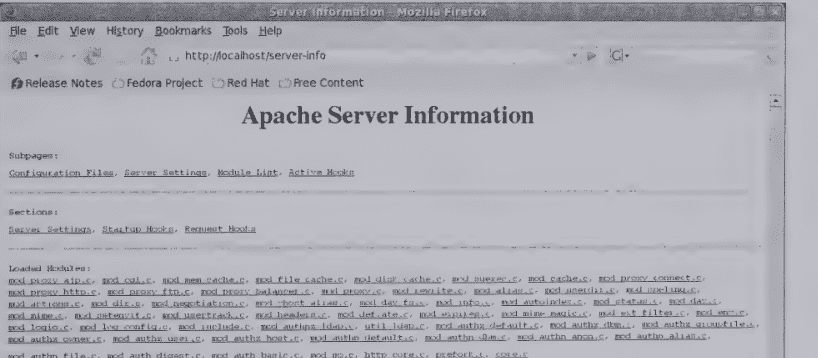 Server Information - Mozilla Firefox
File Edit View History Bookmarks Tools Help
http://localhost/server-info
Release Notes Fedora Project Red Hat Free Content
Apache Server Information
Subpages:
Configuration Files, Server Settings, Module List, Active Hooks
Sections:
Server Settings, Startup Hooks, Request Hooks
Loaded Modules:
mod_proxy_ajp.c, mod_cgi.c, mod_mem_cache.c, mod_file_cache.c, mod_disk_cache.c, mod_suexec.c, mod_cache.c, mod_proxy_connect.c,
mod_proxy_http.c, mod_proxy_ftp.c, mod_proxy_balancer.c, mod_proxy.c, mod_rewrite.c, mod_alias.c, mod_userdir.c, mod_speling.c,
mod_actions.c, mod_dir.c, mod_negotiation.c, mod_vhost_alias.c, mod_dav_fs.c, mod_info.c, mod_autoindex.c, mod_status.c, mod_dav.c,
mod_mime.c, mod_setenvif.c, mod_usertrack.c, mod_headers.c, mod_deflate.c, mod_expires.c, mod_mime_magic.c, mod_ext_filter.c, mod_env.c,
mod_logio.c, mod_log_config.c, mod_include.c, mod_authnz_ldap.c, util_ldap.c, mod_authz_default.c, mod_authz_dbm.c, mod_authz_groupfile.c,
mod_authz_owner.c, mod_authz_user.c, mod_authz_host.c, mod_authn_default.c, mod_authn_dbm.c, mod_authn_anon.c, mod_authn_alias.c,
mod_authn_file.c, mod_auth_digest.c, mod_auth_basic.c, mod_so.c, http_core.c, prefork.c, core.c